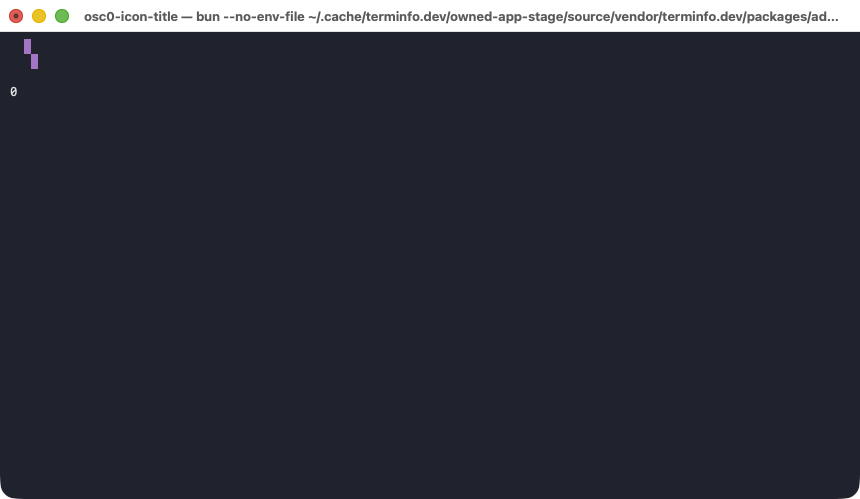 osc0-icon-title — bun --no-env-file ~/.cache/terminfo.dev/owned-app-stage/source/vendor/terminfo.dev/packages/ad...
0